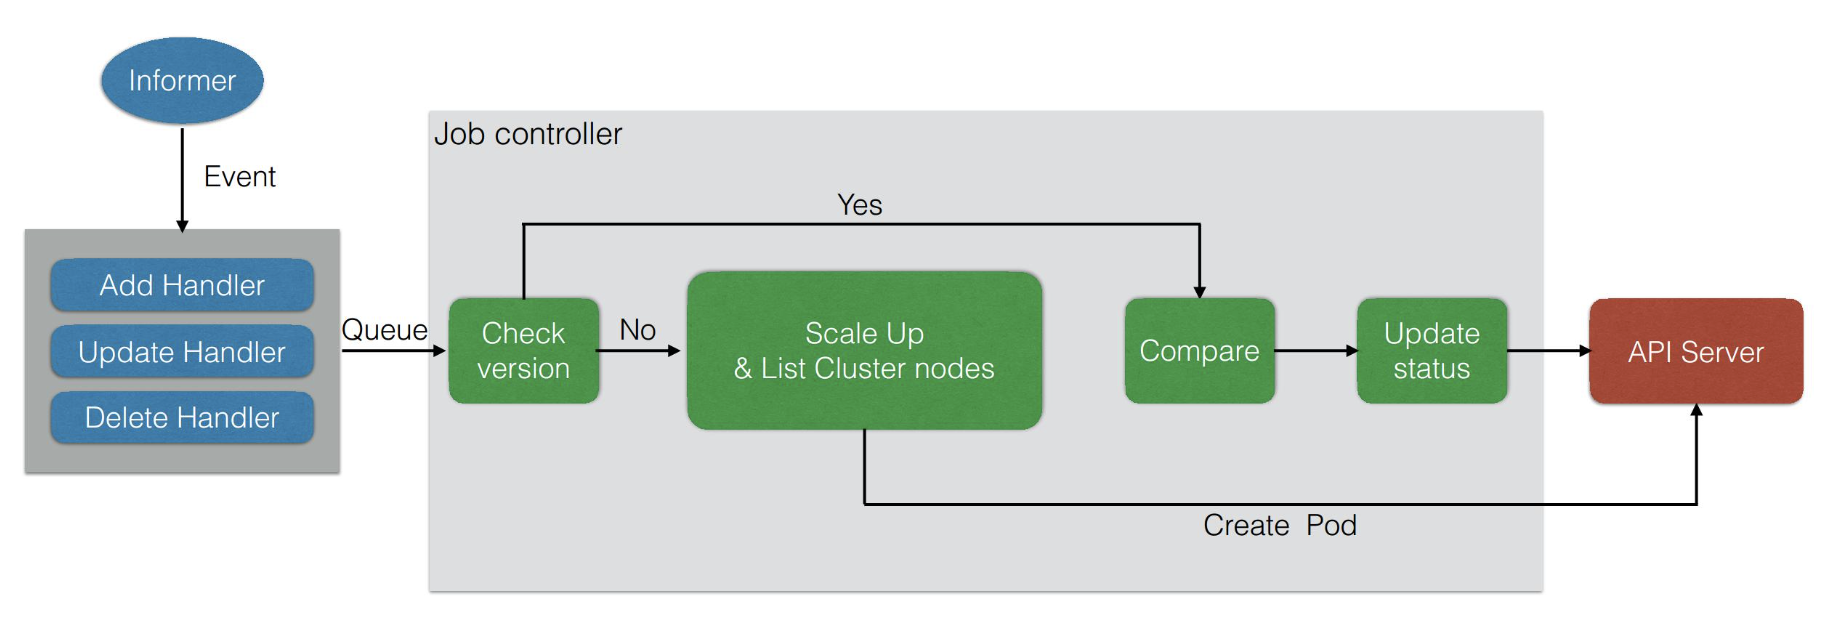 Informer
Event
Add Handler
Update Handler
Delete Handler
Queue
Job controller
Yes
Check
version
No
Scale Up
& List Cluster nodes
Compare
Update
status
API Server
Create Pod